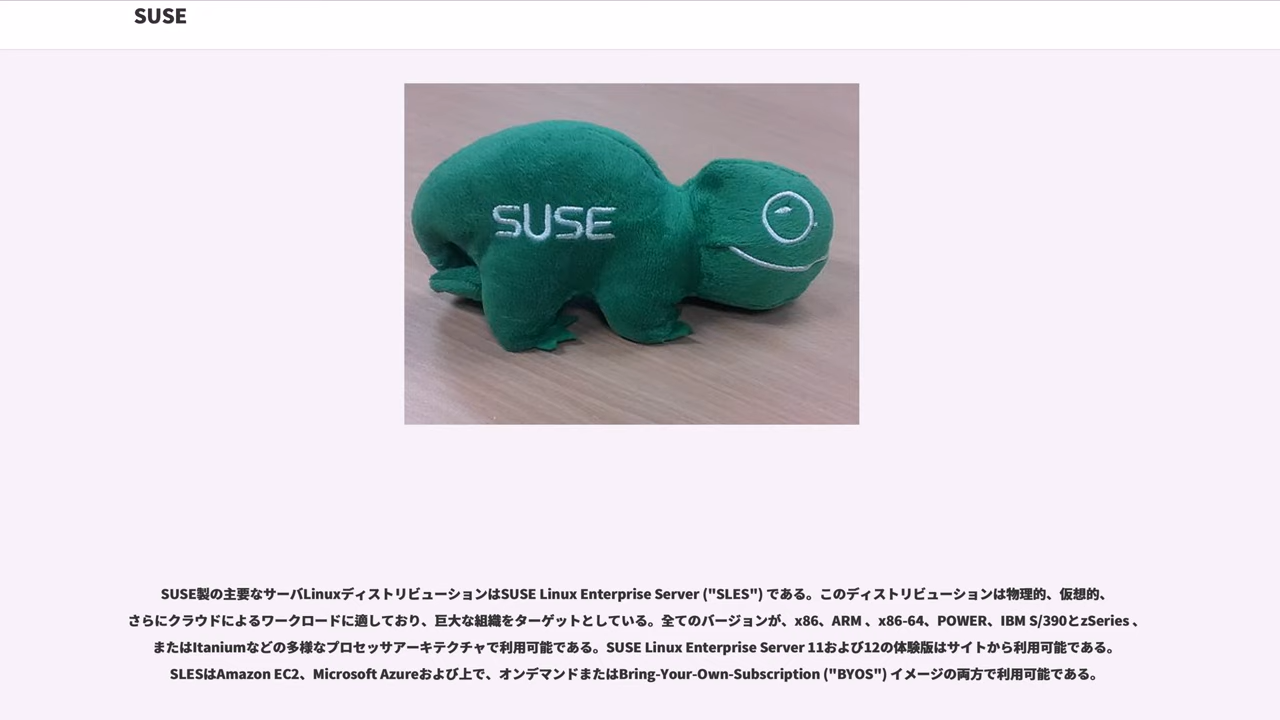 SUSE
SUSE
SUSE製の主要なサーバLinuxディストリビューションはSUSE Linux Enterprise Server ("SLES") である。このディストリビューションは物理的、仮想的、
さらにクラウドによるワークロードに適しており、巨大な組織をターゲットとしている。全てのバージョンが、x86、ARM 、x86-64、POWER、IBM S/390とzSeries 、
またはItaniumなどの多様なプロセッサアーキテクチャで利用可能である。SUSE Linux Enterprise Server 11および12の体験版はサイトから利用可能である。
SLESはAmazon EC2、Microsoft Azureおよび上で、オンデマンドまたはBring-Your-Own-Subscription ("BYOS") イメージの両方で利用可能である。